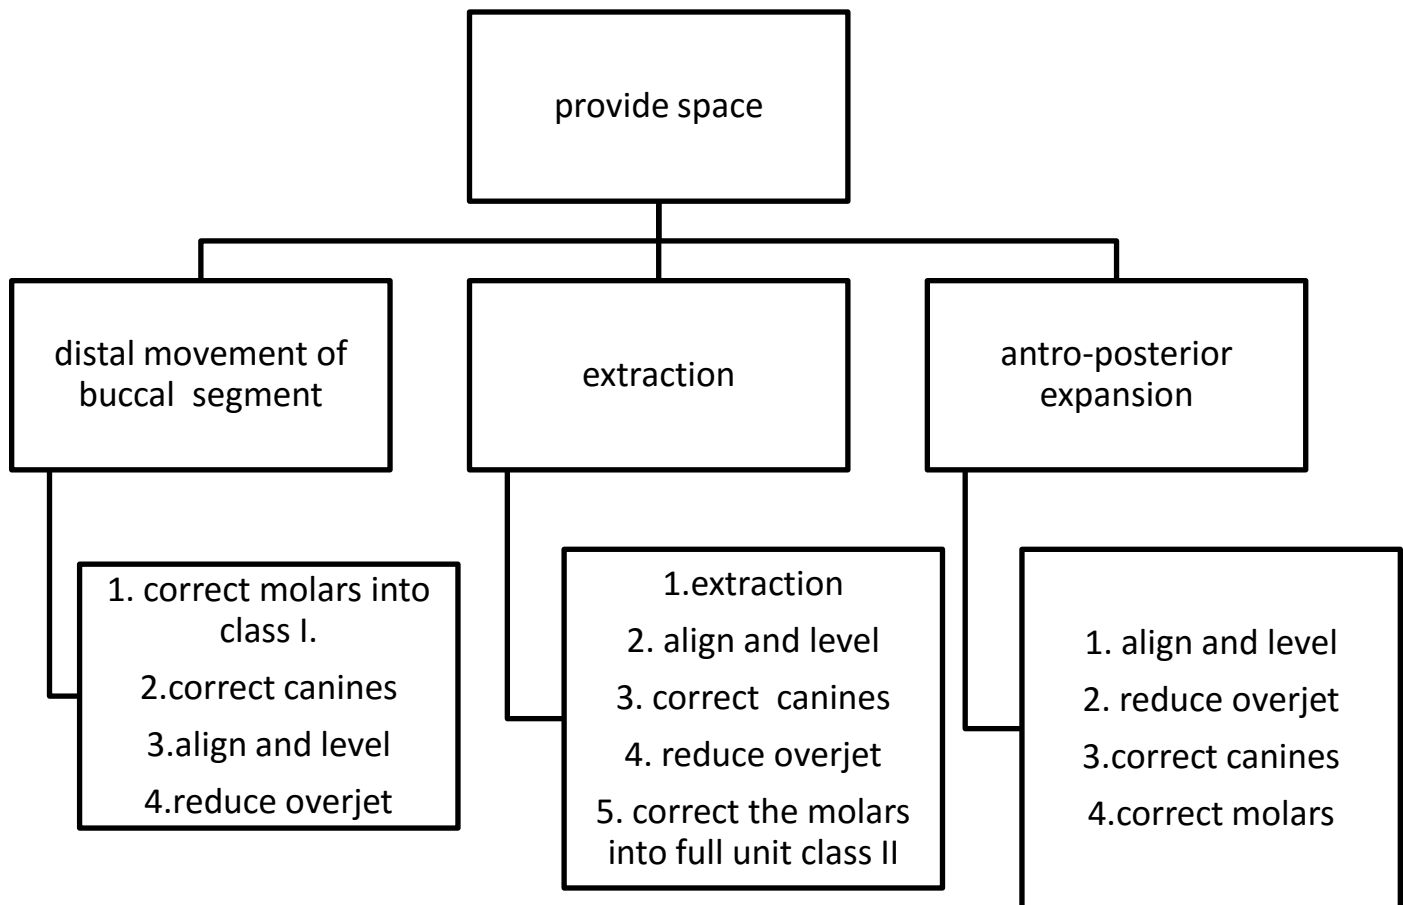 provide space
distal movement of
buccal  segment
extraction
antro-posterior
expansion
1. correct molars into
class I.
2.correct canines
3.align and level
4.reduce overjet
1.extraction
2. align and level
3. correct  canines
4. reduce overjet
5. correct the molars
into full unit class II
1. align and level
2. reduce overjet
3.correct canines
4.correct molars